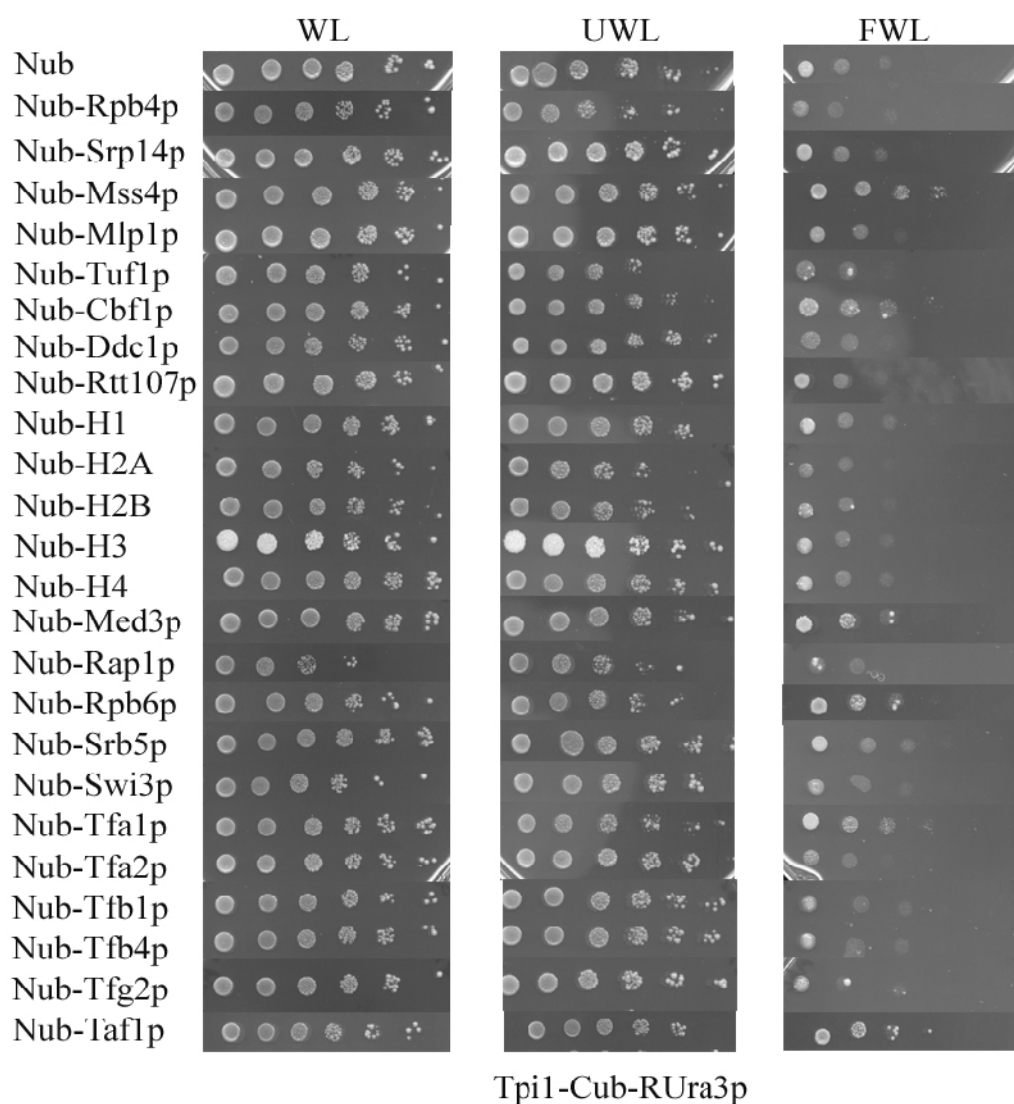 WL UWL FWL
Nub
Nub-Rpb4p
Nub-Srp14p
Nub-Mss4p
Nub-Mlp1p
Nub-Tuf1p
Nub-Cbf1p
Nub-Ddc1p
Nub-Rtt107p
Nub-H1
Nub-H2A
Nub-H2B
Nub-H3
Nub-H4
Nub-Med3p
Nub-Rap1p
Nub-Rpb6p
Nub-Srb5p
Nub-Swi3p
Nub-Tfa1p
Nub-Tfa2p
Nub-Tfb1p
Nub-Tfb4p
Nub-Tfg2p
Nub-Taf1p
Tpi1-Cub-RUra3p